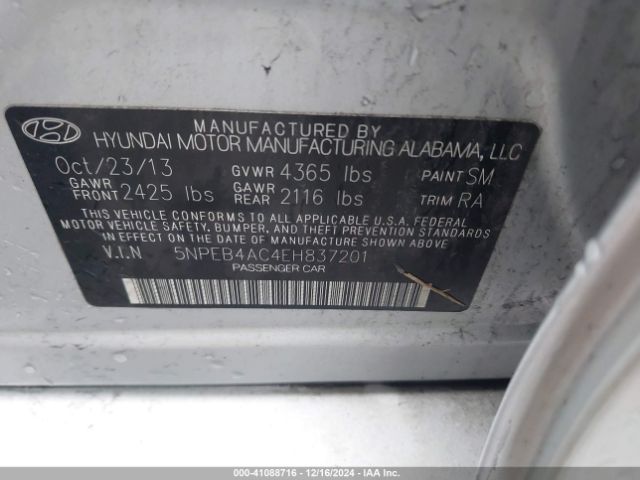 MANUFACTURED BY
HYUNDAI MOTOR MANUFACTURING ALABAMA, LLC
Oct/23/13 GVWR 4365 lbs PAINT SM
GAWR FRONT 2425 lbs GAWR REAR 2116 lbs TRIM RA
THIS VEHICLE CONFORMS TO ALL APPLICABLE U.S.A. FEDERAL
MOTOR VEHICLE SAFETY, BUMPER, AND THEFT PREVENTION STANDARDS
IN EFFECT ON THE DATE OF MANUFACTURE SHOWN ABOVE.
V.I.N 5NPEB4AC4EH837201
PASSENGER CAR
000-41088716 - 12/16/2024 - IAAI.com